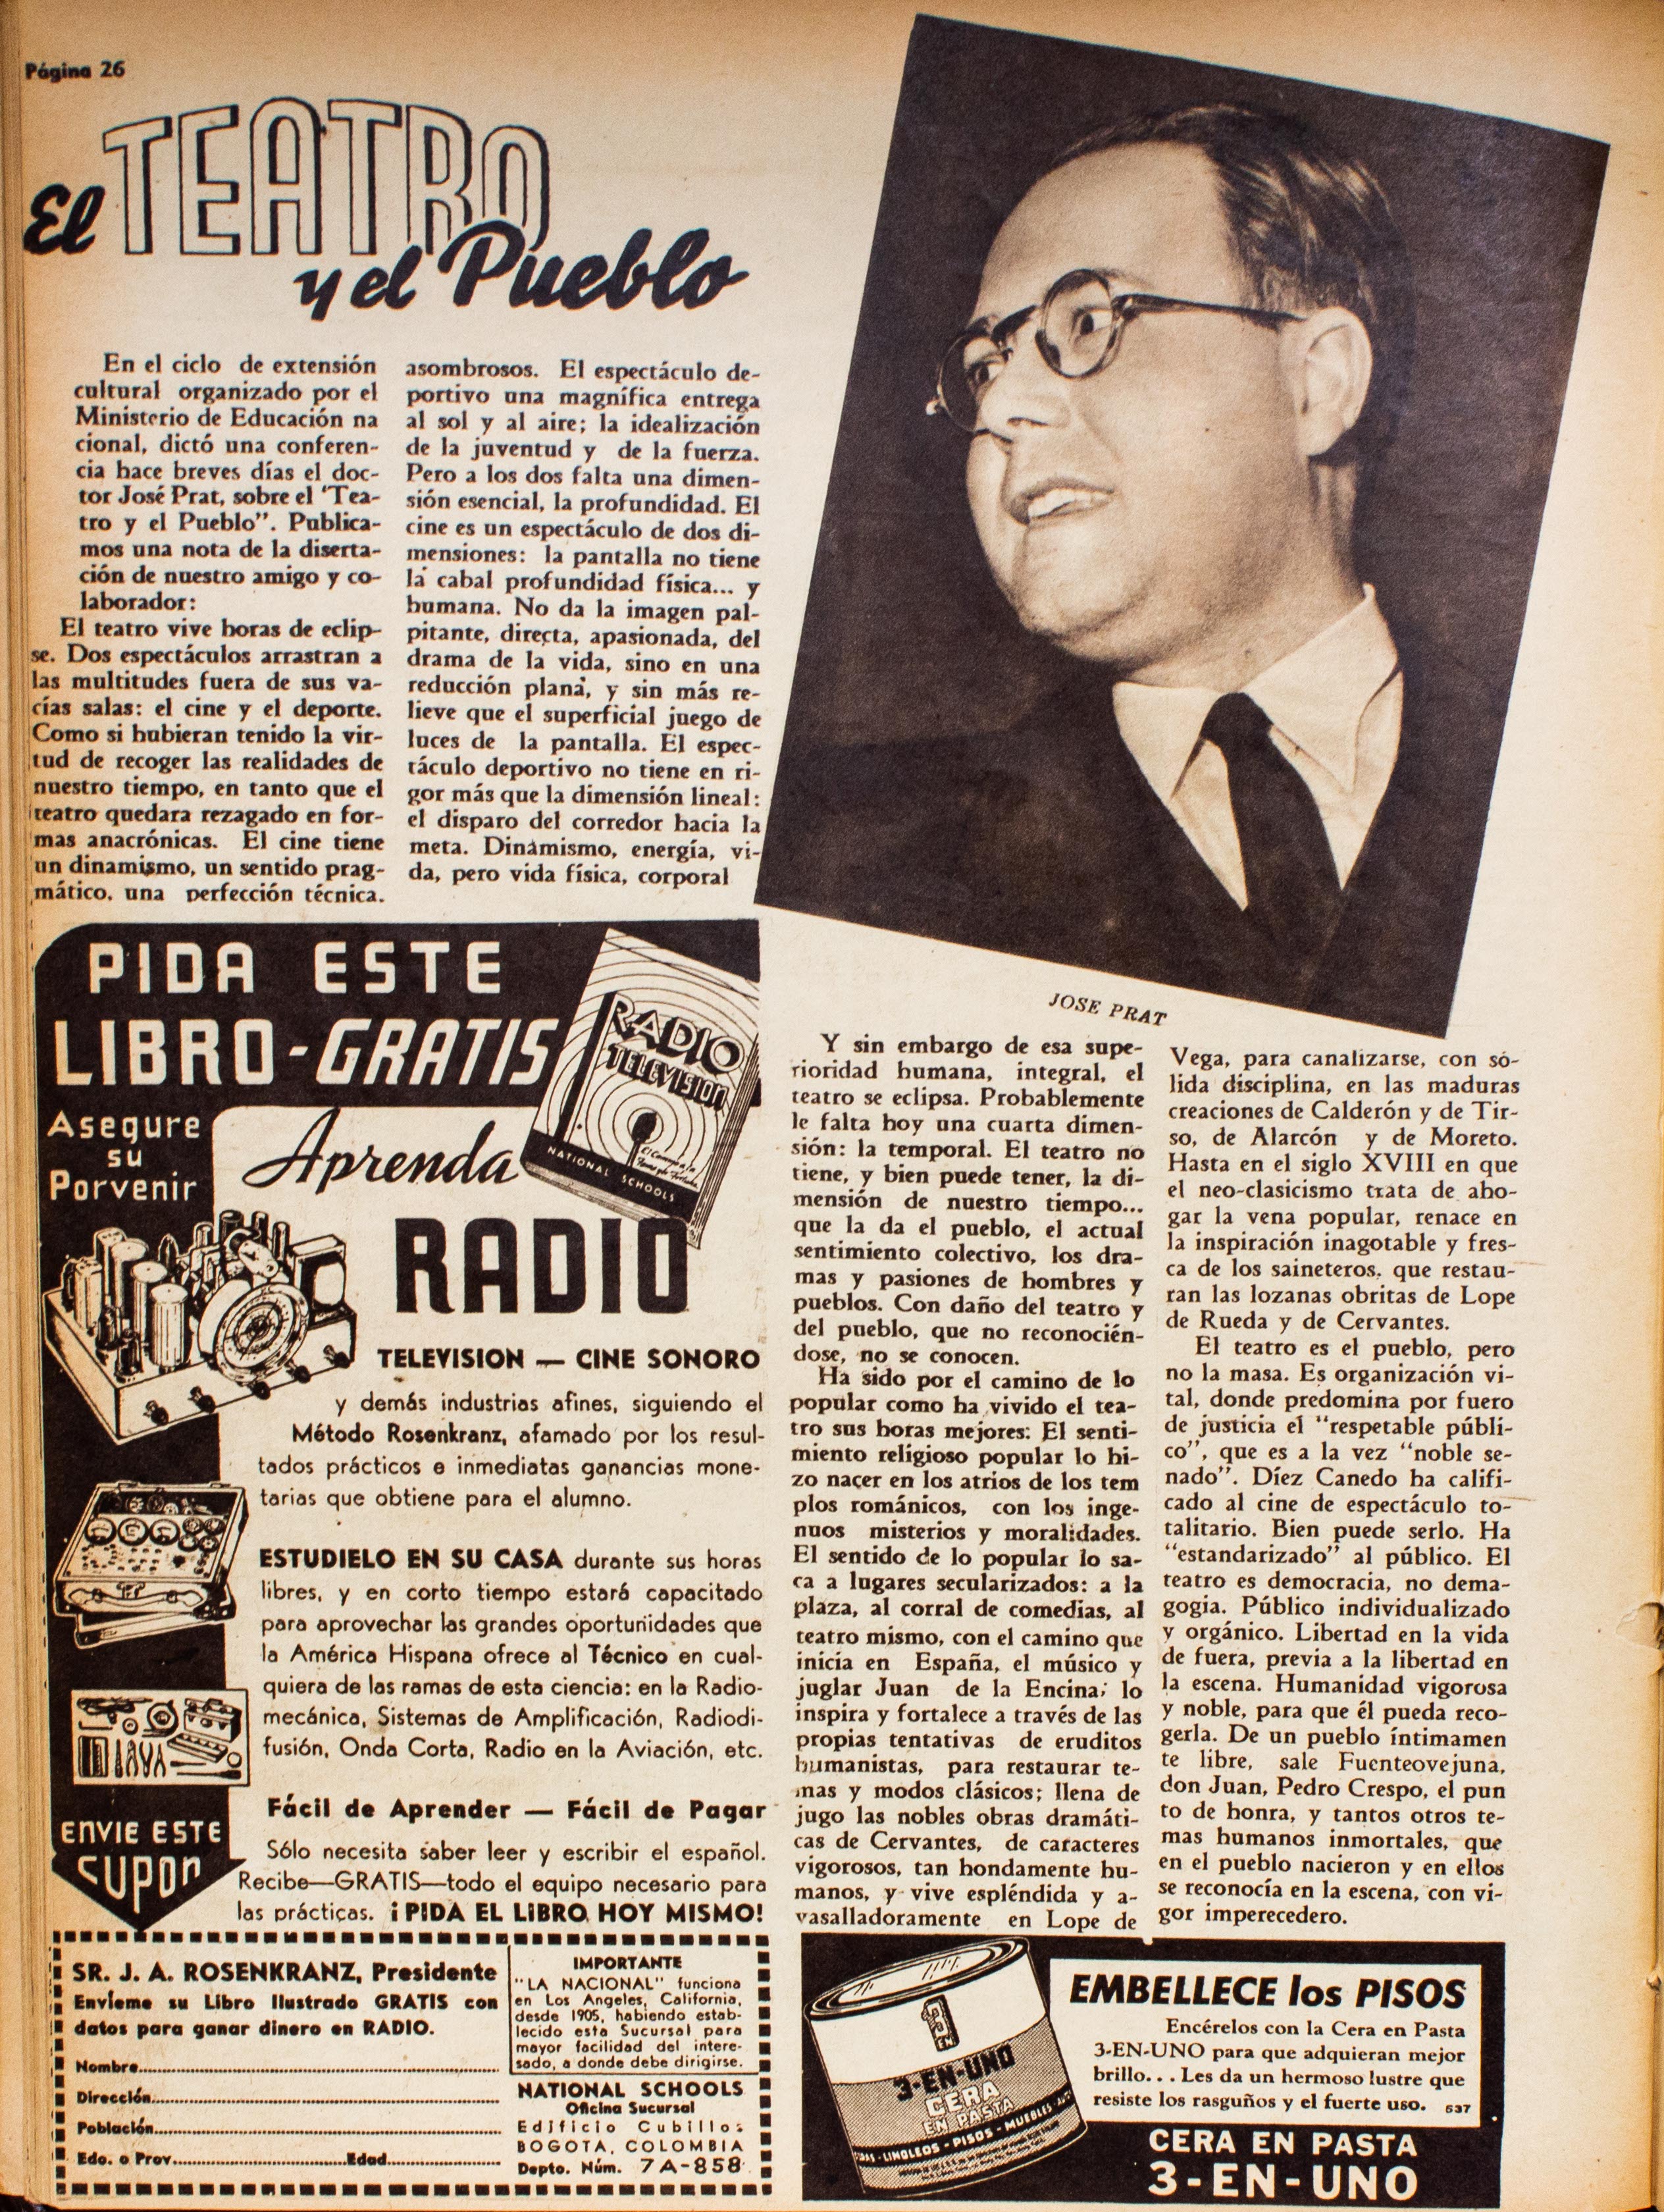 Página 26
El TEATRO
y el Pueblo
En el ciclo de extensión
cultural organizado por el
Ministerio de Educación na
cional, dictó una conferen-
cia hace breves días el doc-
tor José Prat, sobre el 'Tea-
tro y el Pueblo". Publica-
mos una nota de la diserta-
ción de nuestro amigo y co-
laborador:
El teatro vive horas de eclip-
se. Dos espectáculos arrastran a
las multitudes fuera de sus va-
cías salas: el cine y el deporte.
Como si hubieran tenido la vir-
tud de recoger las realidades de
nuestro tiempo, en tanto que el
teatro quedara rezagado en for-
mas anacrónicas. El cine tiene
un dinamismo, un sentido prag-
mático, una perfección técnica.
asombrosos. El espectáculo de-
portivo una magnífica entrega
al sol y al aire; la idealización
de la juventud y de la fuerza.
Pero a los dos falta una dimen-
sión esencial, la profundidad. El
cine es un espectáculo de dos di-
mensiones: la pantalla no tiene
la cabal profundidad física... y
humana. No da la imagen pal-
pitante, directa, apasionada, del
drama de la vida, sino en una
reducción plana, y sin más re-
lieve que el superficial juego de
luces de la pantalla. El espec-
táculo deportivo no tiene en ri-
gor más que la dimensión lineal:
el disparo del corredor hacia la
meta. Dinamismo, energía, vi-
da, pero vida física, corporal
JOSE PRAT
Y sin embargo de esa supe-
rioridad humana, integral, el
teatro se eclipsa. Probablemente
le falta hoy una cuarta dimen-
sión: la temporal. El teatro no
tiene, y bien puede tener, la di-
mensión de nuestro tiempo...
que la da el pueblo, el actual
sentimiento colectivo, los dra-
mas y pasiones de hombres y
pueblos. Con daño del teatro y
del pueblo, que no reconocién-
dose, no se conocen.
Ha sido por el camino de lo
popular como ha vivido el tea-
tro sus horas mejores: El senti-
miento religioso popular lo hi-
zo nacer en los atrios de los tem
plos románicos, con los inge-
nuos misterios y moralidades.
El sentido de lo popular lo sa-
ca a lugares secularizados: a la
plaza, al corral de comedias, al
teatro mismo, con el camino que
inicia en España, el músico y
juglar Juan de la Encina; lo
inspira y fortalece a través de las
propias tentativas de eruditos
humanistas, para restaurar te-
mas y modos clásicos; llena de
jugo las nobles obras dramáti-
cas de Cervantes, de caracteres
vigorosos, tan hondamente hu-
manos, y vive espléndida y a-
vasalladoramente en Lope de
Vega, para canalizarse, con só-
lida disciplina, en las maduras
creaciones de Calderón y de Tir-
so, de Alarcón y de Moreto.
Hasta en el siglo XVIII en que
el neo-clasicismo trata de aho-
gar la vena popular, renace en
la inspiración inagotable y fres-
ca de los saineteros, que restau-
ran las lozanas obritas de Lope
de Rueda y de Cervantes.
El teatro es el pueblo, pero
no la masa. Es organización vi-
tal, donde predomina por fuero
de justicia el "respetable públi-
co", que es a la vez "noble se-
nado". Díez Canedo ha califi-
cado al cine de espectáculo to-
talitario. Bien puede serlo. Ha
"estandarizado" al público. El
teatro es democracia, no dema-
gogia. Público individualizado
y orgánico. Libertad en la vida
de fuera, previa a la libertad en
la escena. Humanidad vigorosa
y noble, para que él pueda reco-
gerla. De un pueblo íntimamen
te libre, sale Fuenteovejuna,
don Juan, Pedro Crespo, el pun
to de honra, y tantos otros te-
mas humanos inmortales, que
en el pueblo nacieron y en ellos
se reconocía en la escena, con vi-
gor imperecedero.
PIDA ESTE
LIBRO-GRATIS
RADIO
TELEVISION
NATIONAL SCHOOLS
Asegure
su
Porvenir
Aprenda
RADIO
TELEVISION — CINE SONORO
y demás industrias afines, siguiendo el
Método Rosenkranz, afamado por los resul-
tados prácticos e inmediatas ganancias mone-
tarias que obtiene para el alumno.
ESTUDIELO EN SU CASA durante sus horas
libres, y en corto tiempo estará capacitado
para aprovechar las grandes oportunidades que
la América Hispana ofrece al Técnico en cual-
quiera de las ramas de esta ciencia: en la Radio-
mecánica, Sistemas de Amplificación, Radiodi-
fusión, Onda Corta, Radio en la Aviación, etc.
Fácil de Aprender — Fácil de Pagar
Sólo necesita saber leer y escribir el español.
Recibe—GRATIS—todo el equipo necesario para
las prácticas. ¡PIDA EL LIBRO HOY MISMO!
ENVIE ESTE
CUPON
SR. J. A. ROSENKRANZ, Presidente
Envíeme su Libro Ilustrado GRATIS con
datos para ganar dinero en RADIO.
Nombre
Dirección
Población
Edo. o Prov. Edad
IMPORTANTE
"LA NACIONAL" funciona
en Los Angeles, California,
desde 1905, habiendo estab-
lecido esta Sucursal para
mayor facilidad del intere-
sado, a donde debe dirigirse.
NATIONAL SCHOOLS
Oficina Sucursal
Edificio Cubillos
BOGOTA, COLOMBIA
Depto. Núm. 7A-858
3
EN
3-EN-UNO
CERA
EN PASTA
LINOLEOS - PISOS - MUEBLES
EMBELLECE los PISOS
Encérelos con la Cera en Pasta
3-EN-UNO para que adquieran mejor
brillo... Les da un hermoso lustre que
resiste los rasguños y el fuerte uso. 537
CERA EN PASTA
3-EN-UNO